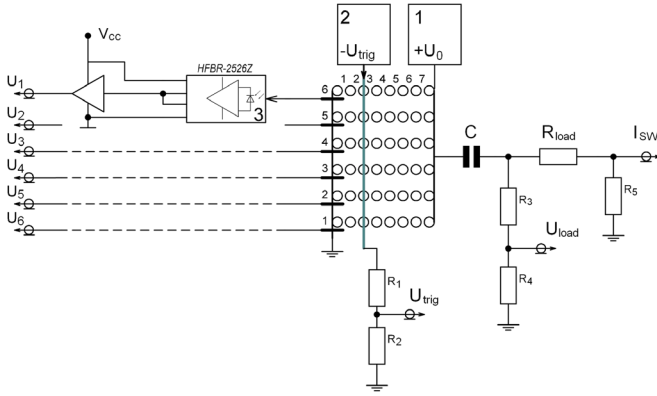 2
1
Vcc
-Utrig
+U0
HFBR-2526Z
3
U1
U2
U3
U4
U5
U6
1 2 3 4 5 6 7
6
5
4
3
2
1
C
Rload
ISW
R3
R5
Uload
R4
R1
Utrig
R2